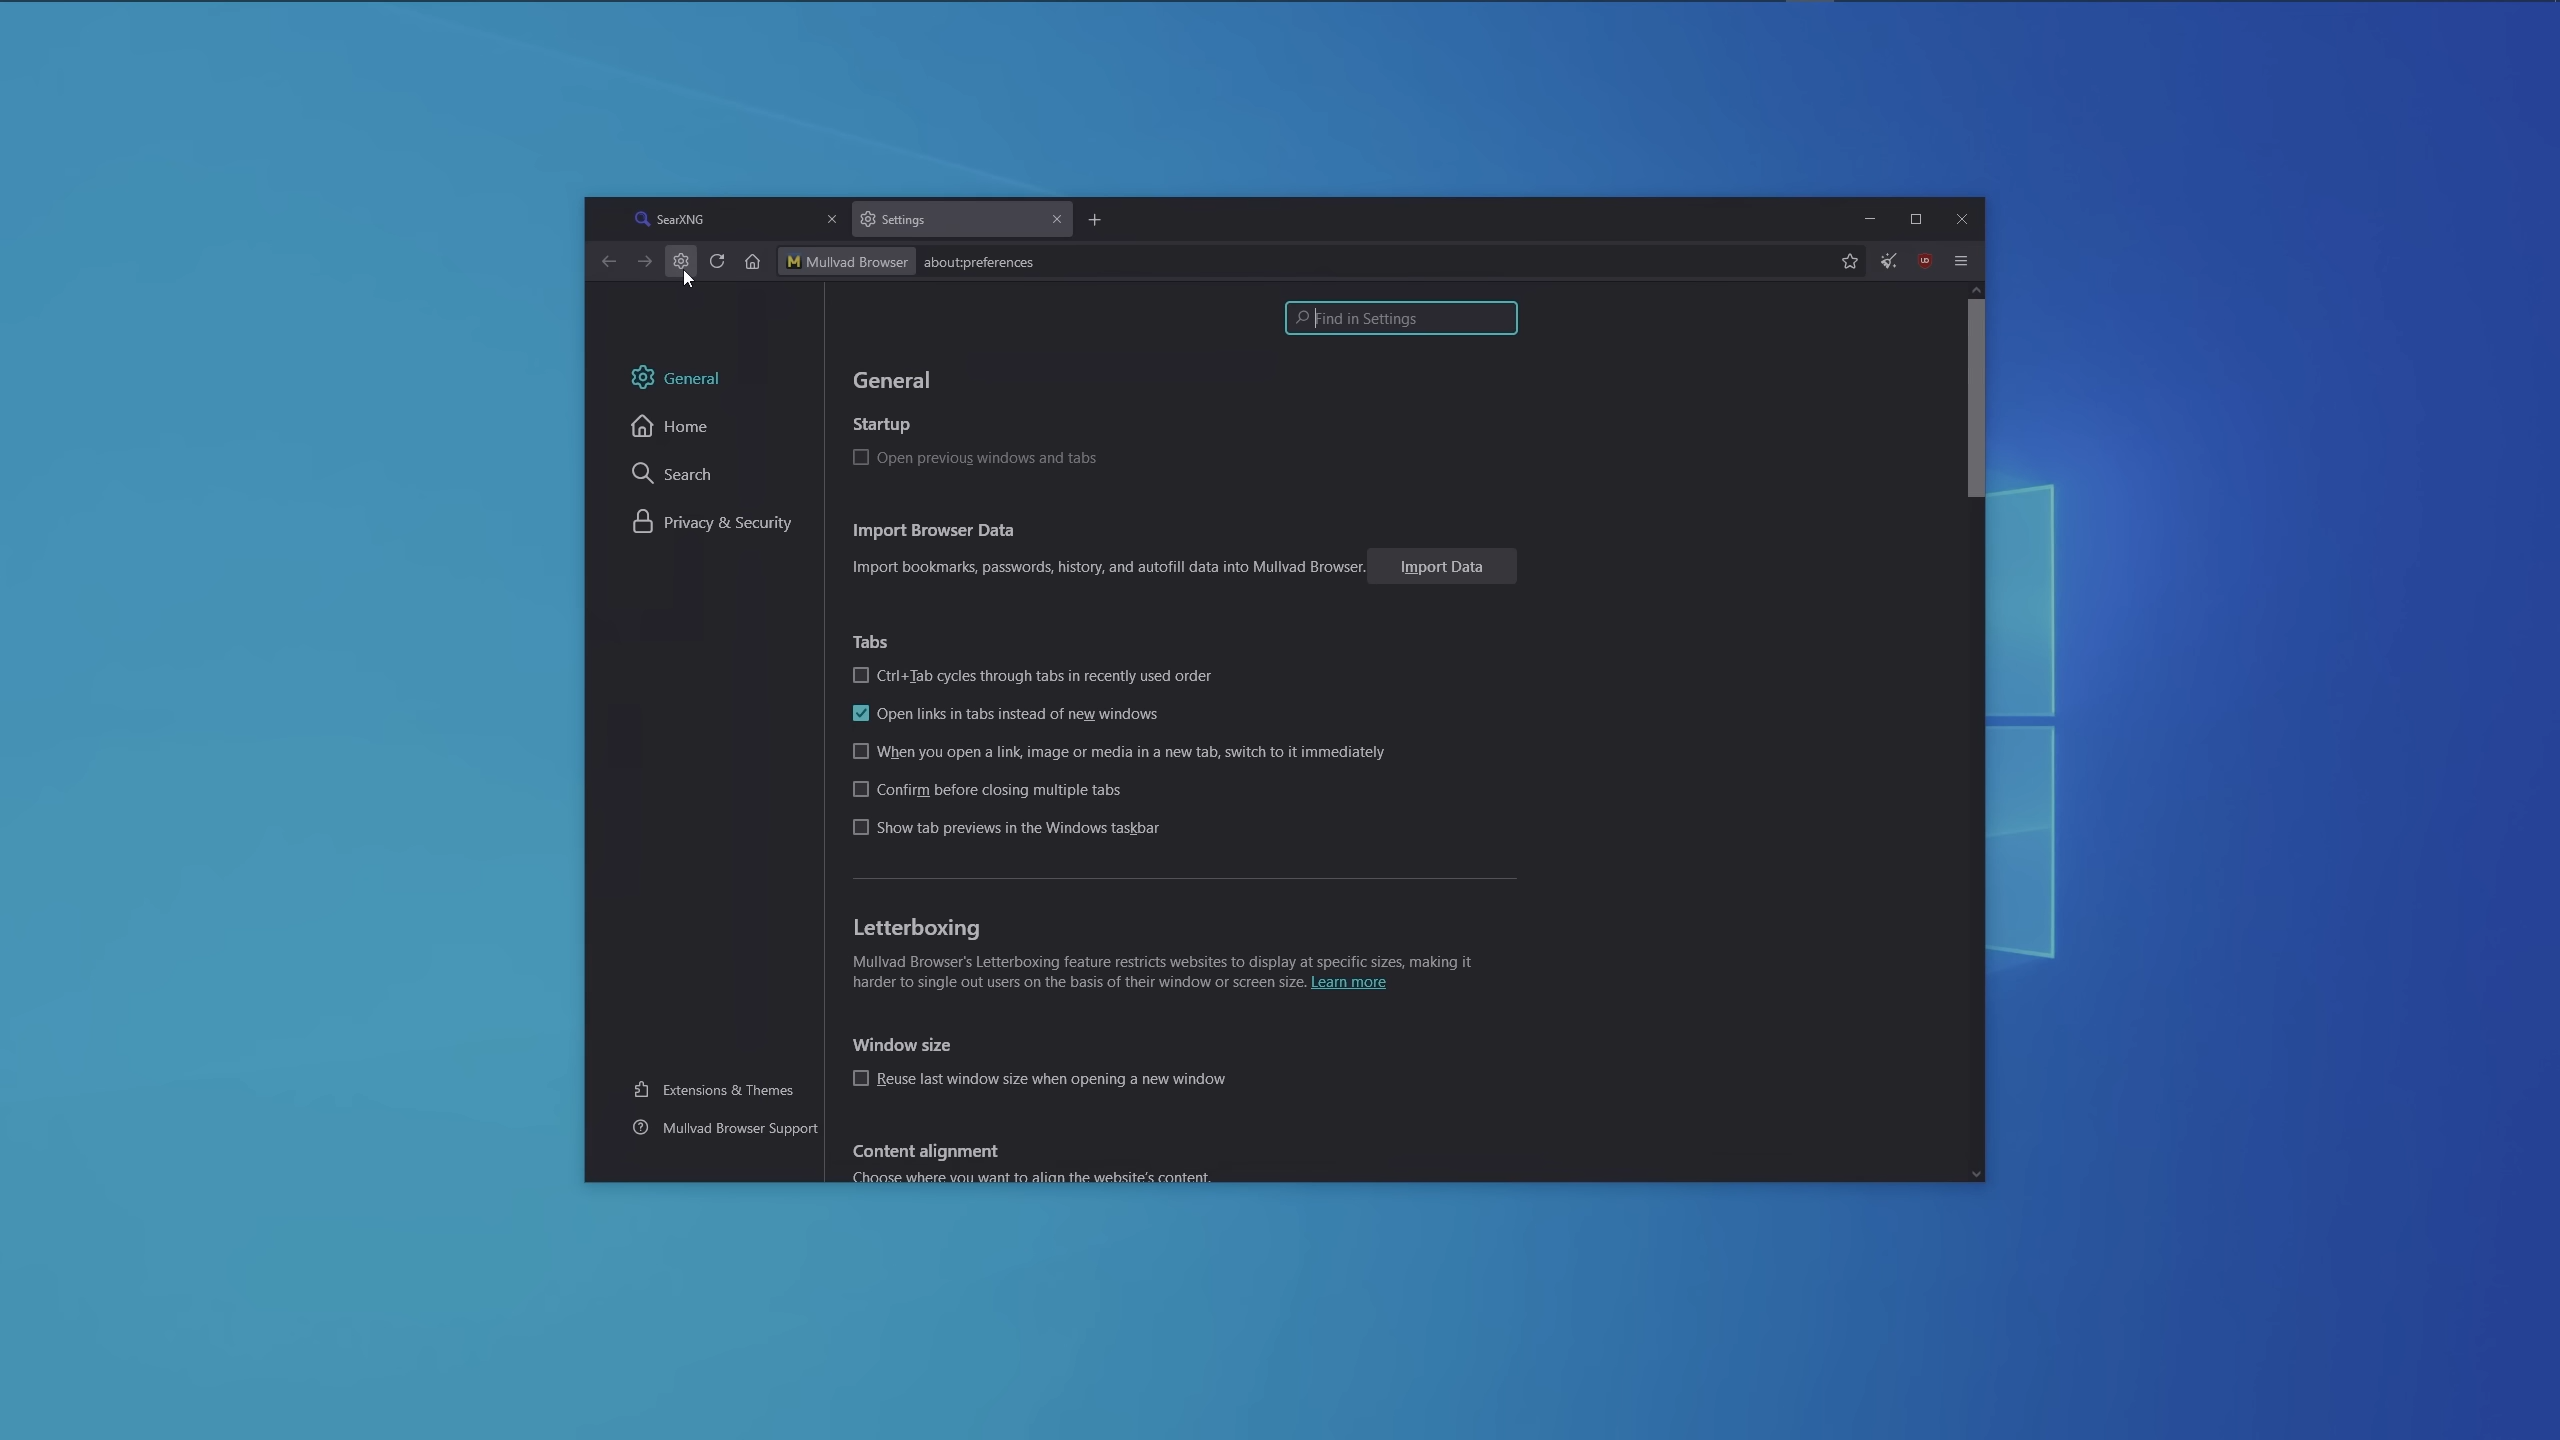 SearXNG
Settings
Mullvad Browser about:preferences
Find in Settings
General
Home
Search
Privacy & Security
Extensions & Themes
Mullvad Browser Support
General
Startup
Open previous windows and tabs
Import Browser Data
Import bookmarks, passwords, history, and autofill data into Mullvad Browser.
Import Data
Tabs
Ctrl+Tab cycles through tabs in recently used order
Open links in tabs instead of new windows
When you open a link, image or media in a new tab, switch to it immediately
Confirm before closing multiple tabs
Show tab previews in the Windows taskbar
Letterboxing
Mullvad Browser's Letterboxing feature restricts websites to display at specific sizes, making it
harder to single out users on the basis of their window or screen size. Learn more
Window size
Reuse last window size when opening a new window
Content alignment
Choose where you want to align the website's content.